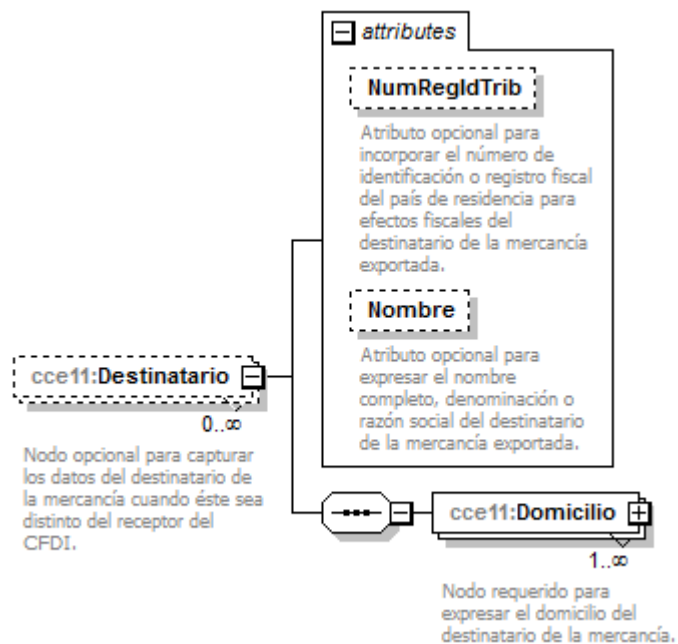 attributes
NumRegIdTrib
Atributo opcional para
incorporar el número de
identificación o registro fiscal
del país de residencia para
efectos fiscales del
destinatario de la mercancía
exportada.
Nombre
Atributo opcional para
expresar el nombre
completo, denominación o
razón social del destinatario
de la mercancía exportada.
cce11:Destinatario
0..∞
Nodo opcional para capturar
los datos del destinatario de
la mercancía cuando éste sea
distinto del receptor del
CFDI.
cce11:Domicilio
1..∞
Nodo requerido para
expresar el domicilio del
destinatario de la mercancía.